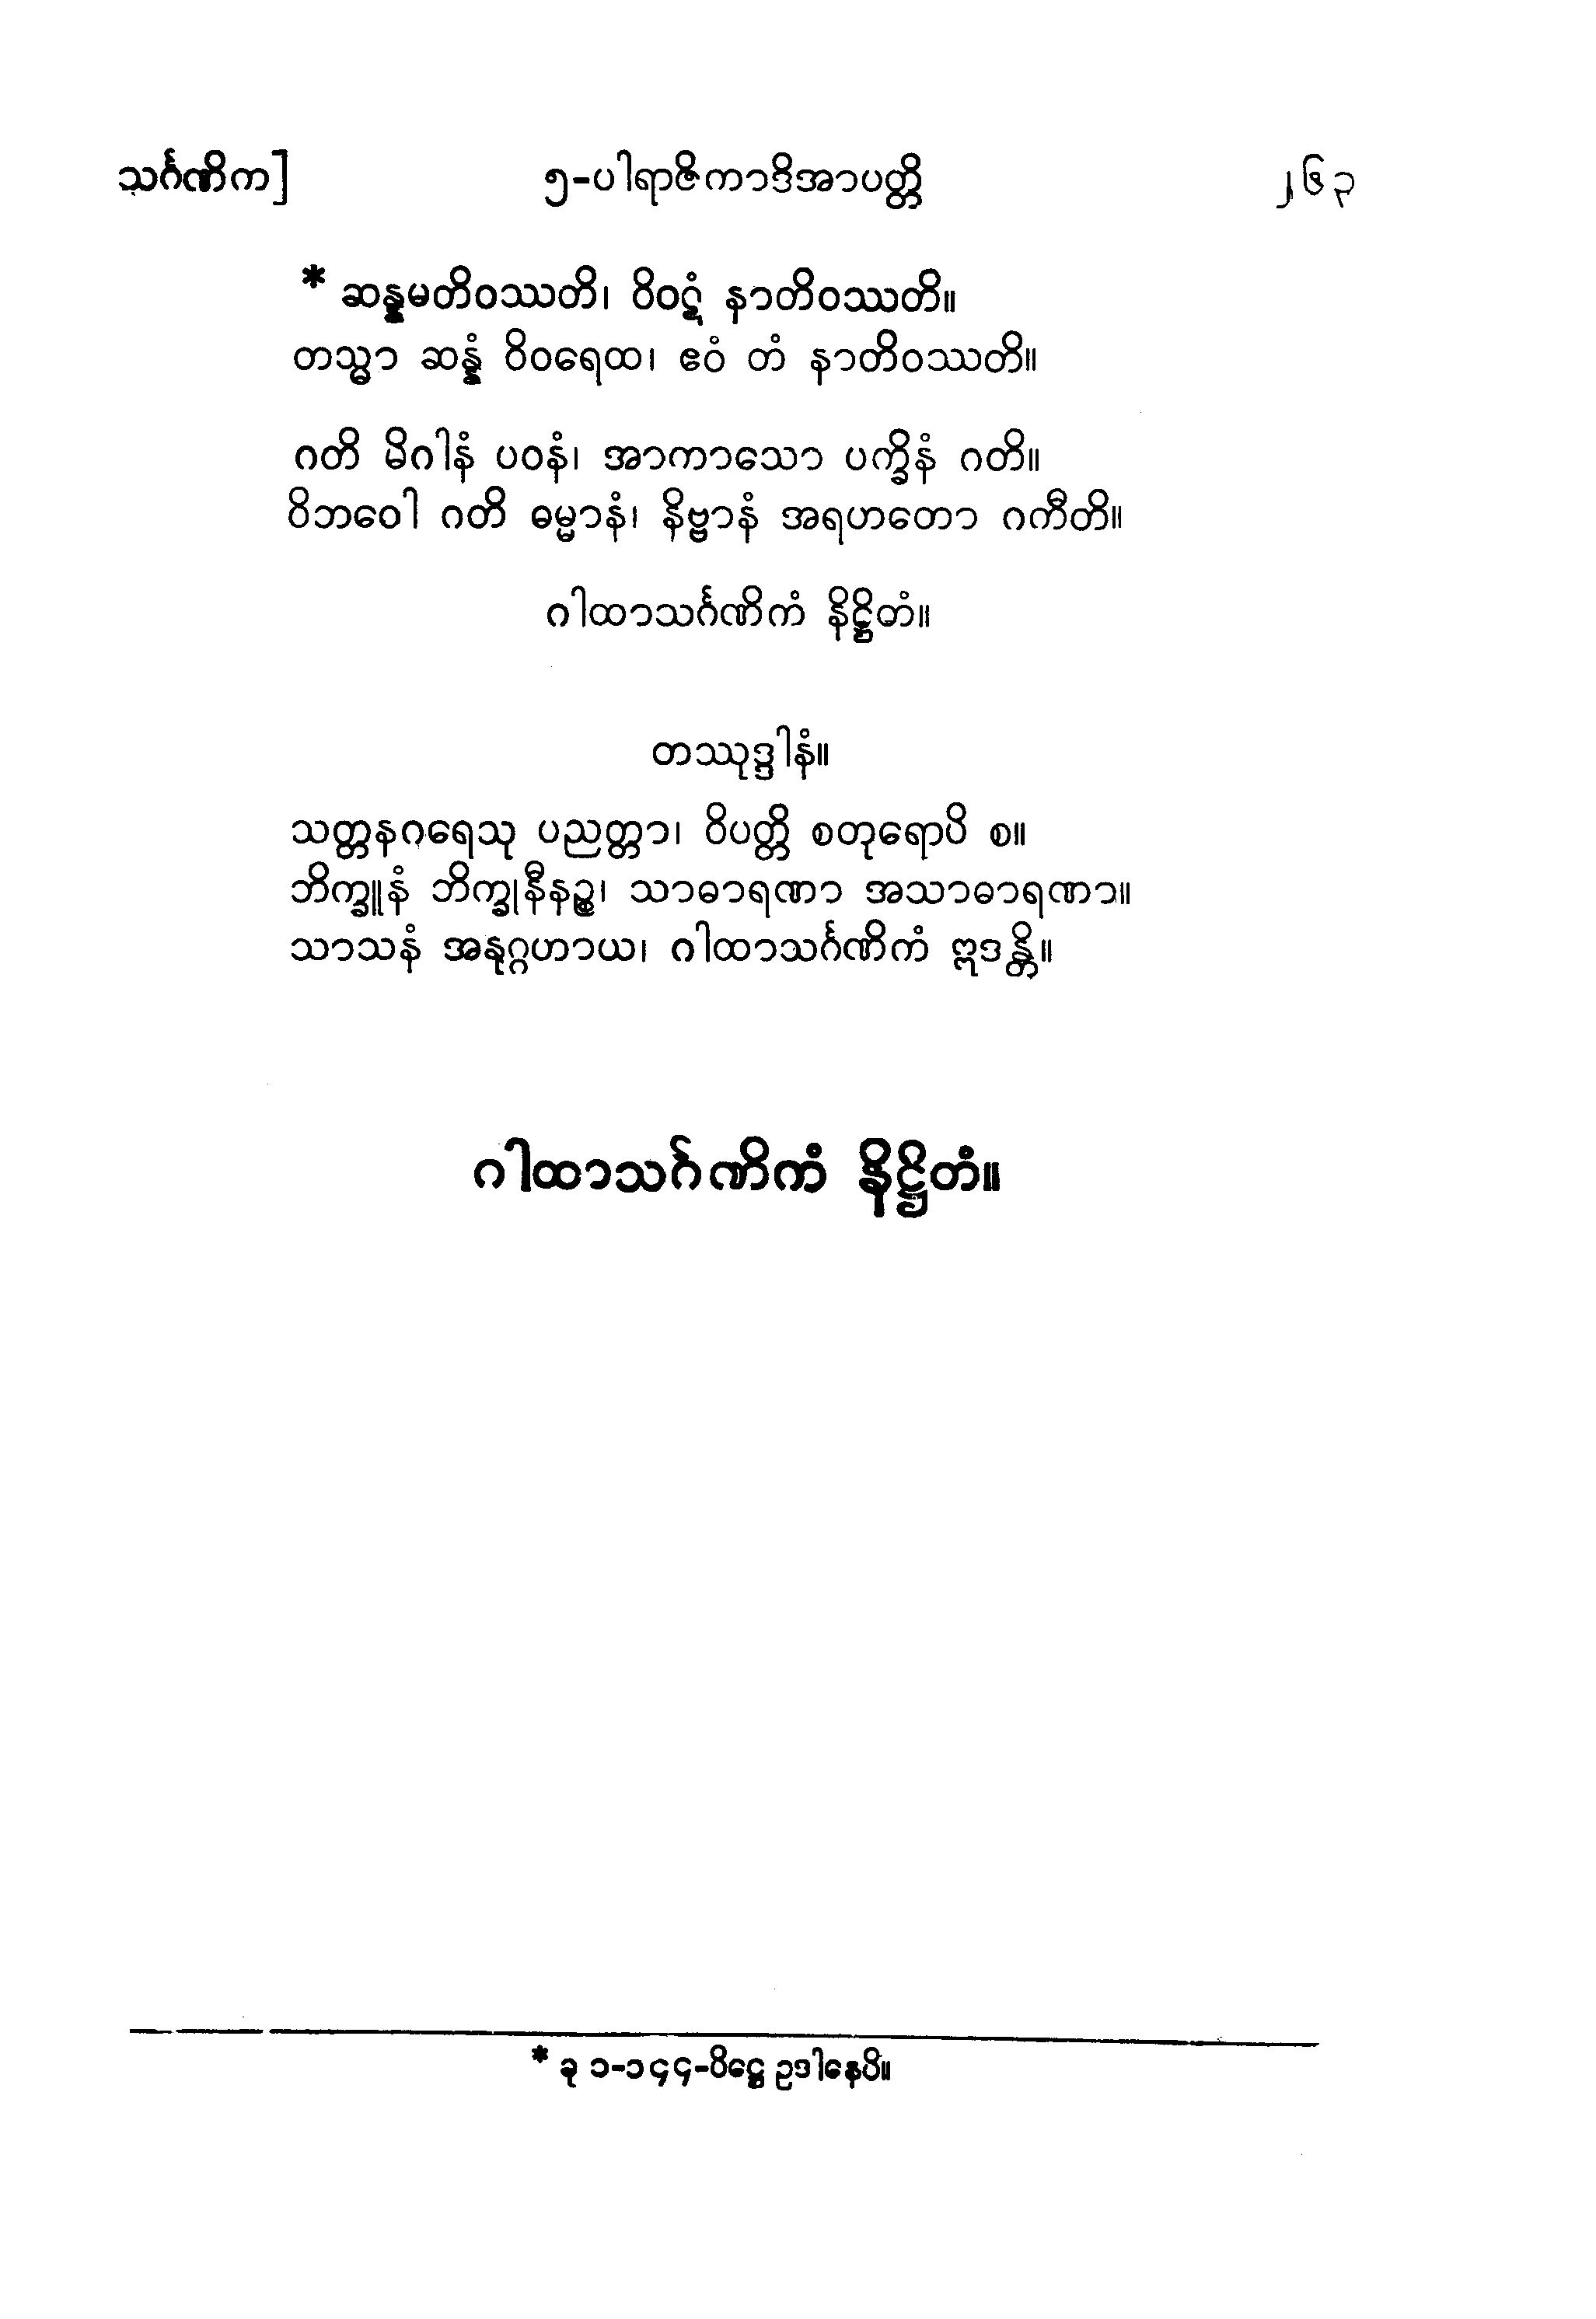 သင်္ဂဏိက]
၅-ပါရာဇိကာဒိအာပတ္တိ
၂၆၃
* ဆန္နမတိဝဿတိ၊ ဝိဝဋံ နာတိဝဿတိ။
တသ္မာ ဆန္နံ ဝိဝရေထ၊ ဧဝံ တံ နာတိဝဿတိ။
ဂတိ မိဂါနံ ပဝနံ၊ အာကာသော ပက္ခိနံ ဂတိ။
ဝိဘဝေါ ဂတိ ဓမ္မာနံ၊ နိဗ္ဗာနံ အရဟတော ဂကီတိ။
ဂါထာသင်္ဂဏိကံ နိဋ္ဌိတံ။
တဿုဒ္ဒါနံ။
သတ္တနဂရေသု ပညတ္တာ၊ ဝိပတ္တိ စတုရောပိ စ။
ဘိက္ခူနံ ဘိက္ခုနီနဉ္စ၊ သာဓာရဏာ အသာဓာရဏာ။
သာသနံ အနုဂ္ဂဟာယ၊ ဂါထာသင်္ဂဏိကံ ဣဒန္တိ။
ဂါထာသင်္ဂဏိကံ နိဋ္ဌိတံ။
* ခု ၁-၁၄၄-ပိဋ္ဌေ ဥဒါနေပိ။